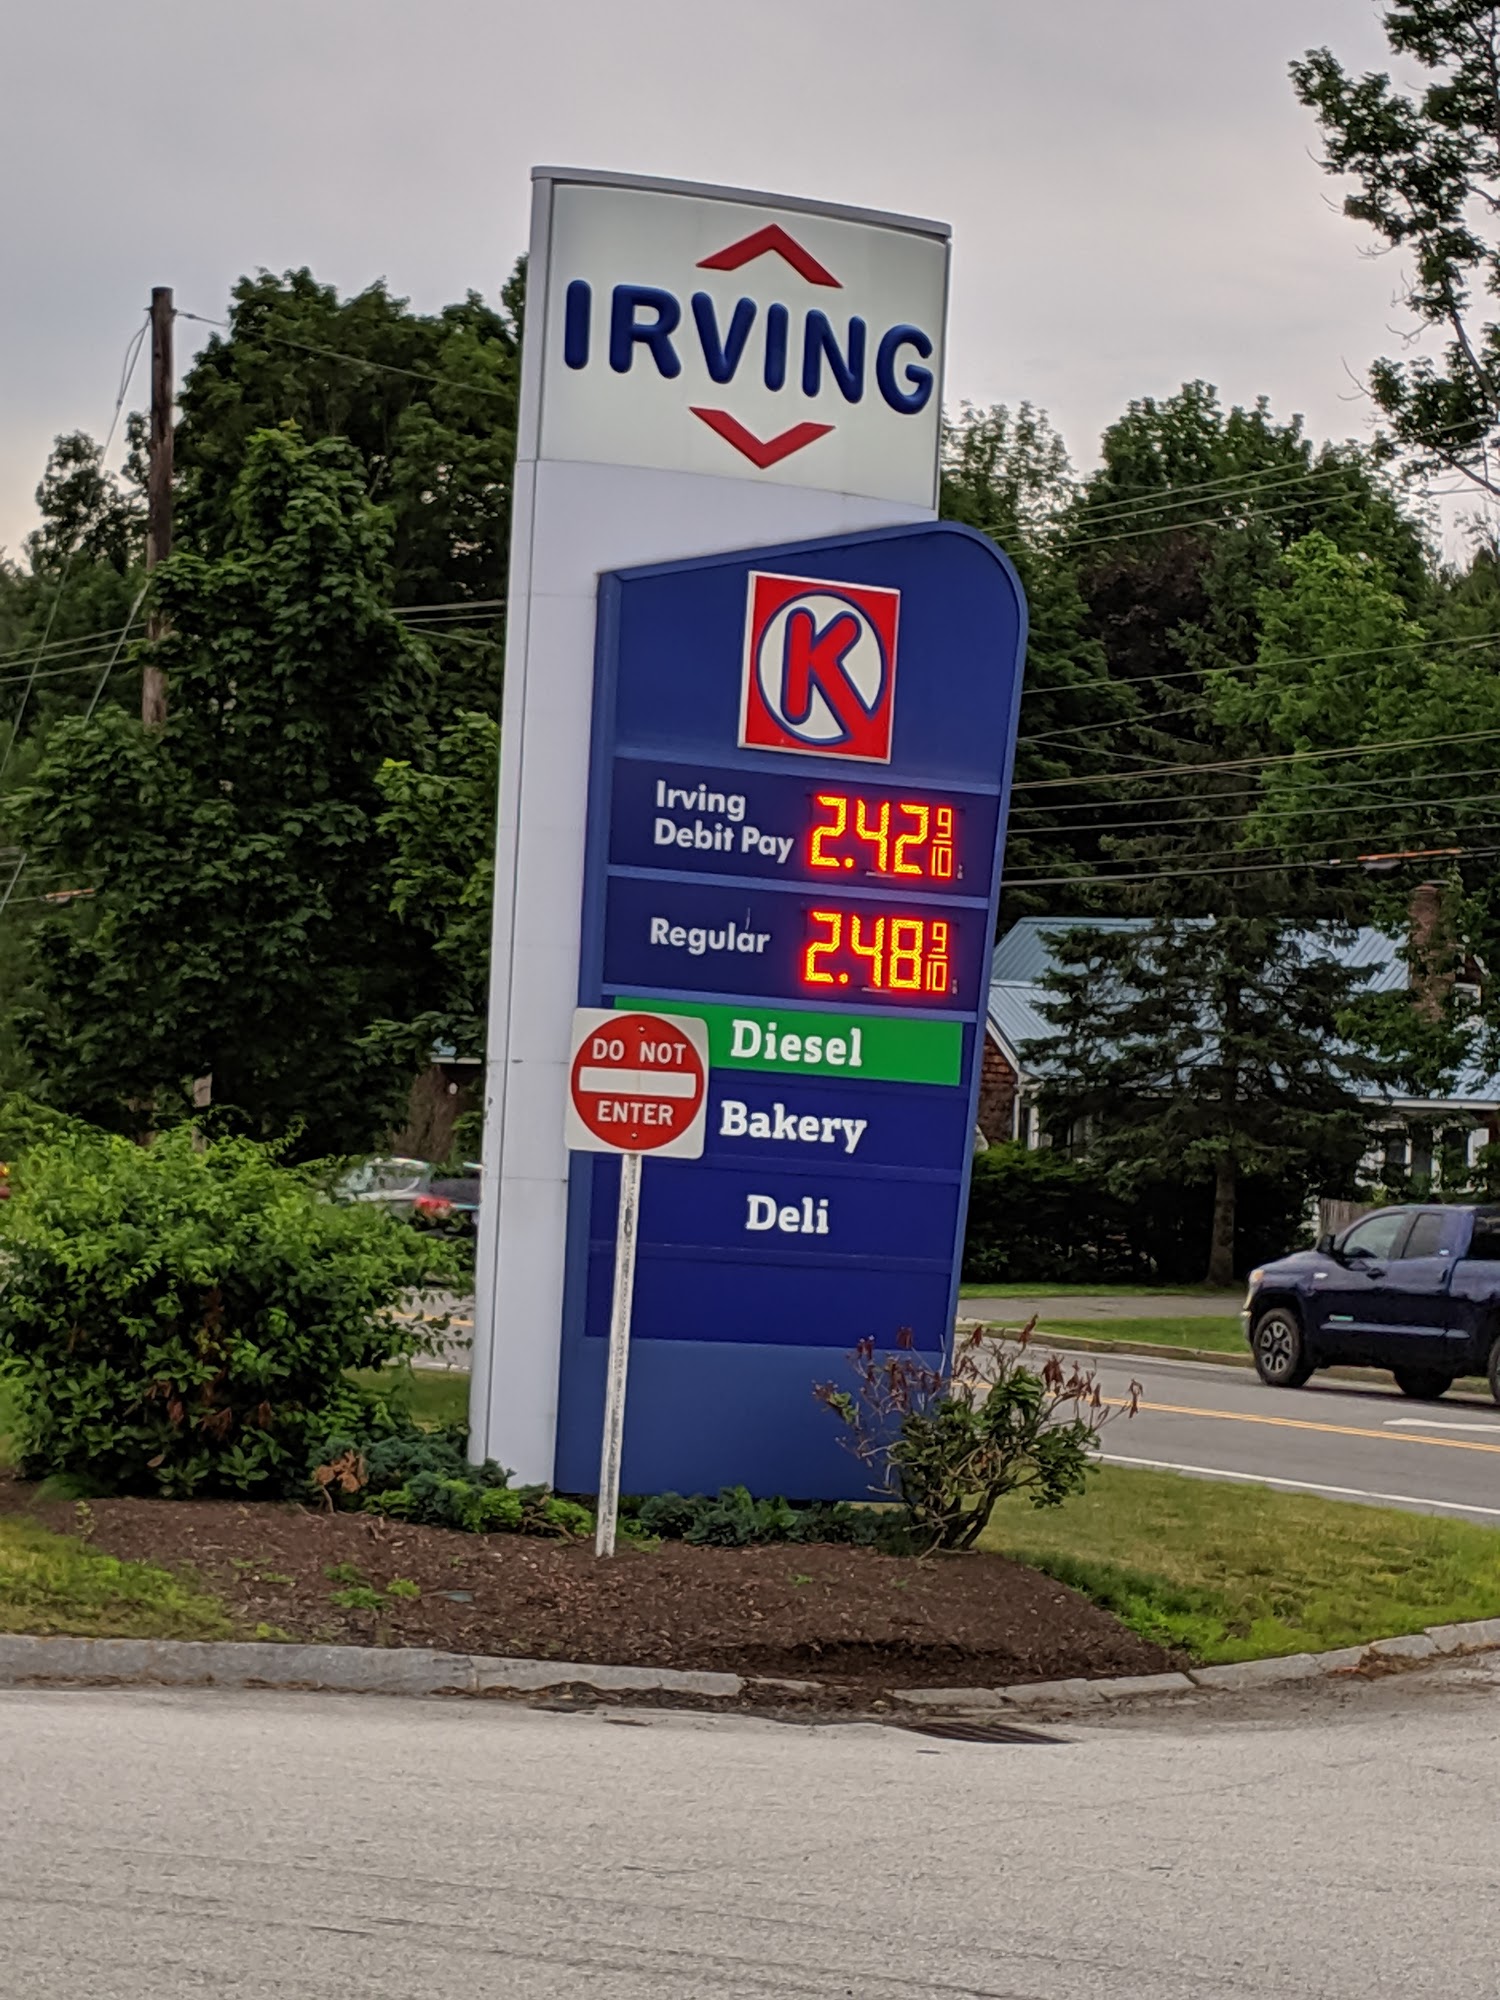 IRVING
K
Irving
Debit Pay 2.42 9/10
Regular 2.48 9/10
Diesel
DO NOT
ENTER
Bakery
Deli